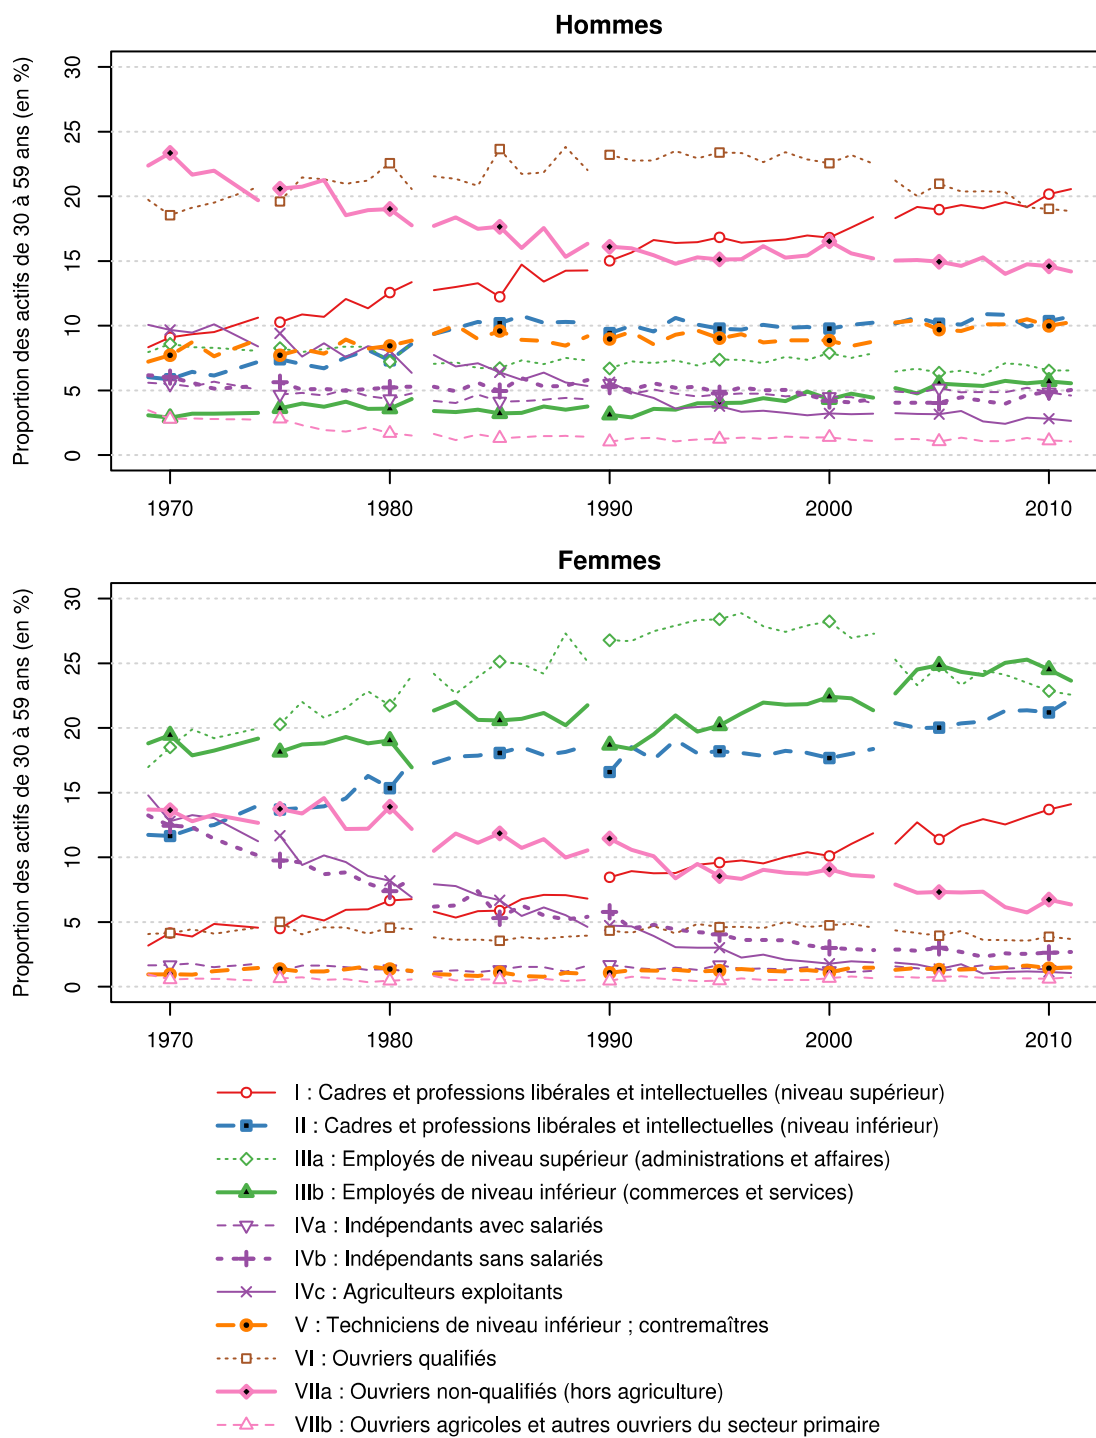 Hommes
Proportion des actifs de 30 à 59 ans (en %)
30
25
20
15
10
5
0
1970 1980 1990 2000 2010
Femmes
Proportion des actifs de 30 à 59 ans (en %)
30
25
20
15
10
5
0
1970 1980 1990 2000 2010
I : Cadres et professions libérales et intellectuelles (niveau supérieur)
II : Cadres et professions libérales et intellectuelles (niveau inférieur)
IIIa : Employés de niveau supérieur (administrations et affaires)
IIIb : Employés de niveau inférieur (commerces et services)
IVa : Indépendants avec salariés
IVb : Indépendants sans salariés
IVc : Agriculteurs exploitants
V : Techniciens de niveau inférieur ; contremaîtres
VI : Ouvriers qualifiés
VIIa : Ouvriers non-qualifiés (hors agriculture)
VIIb : Ouvriers agricoles et autres ouvriers du secteur primaire